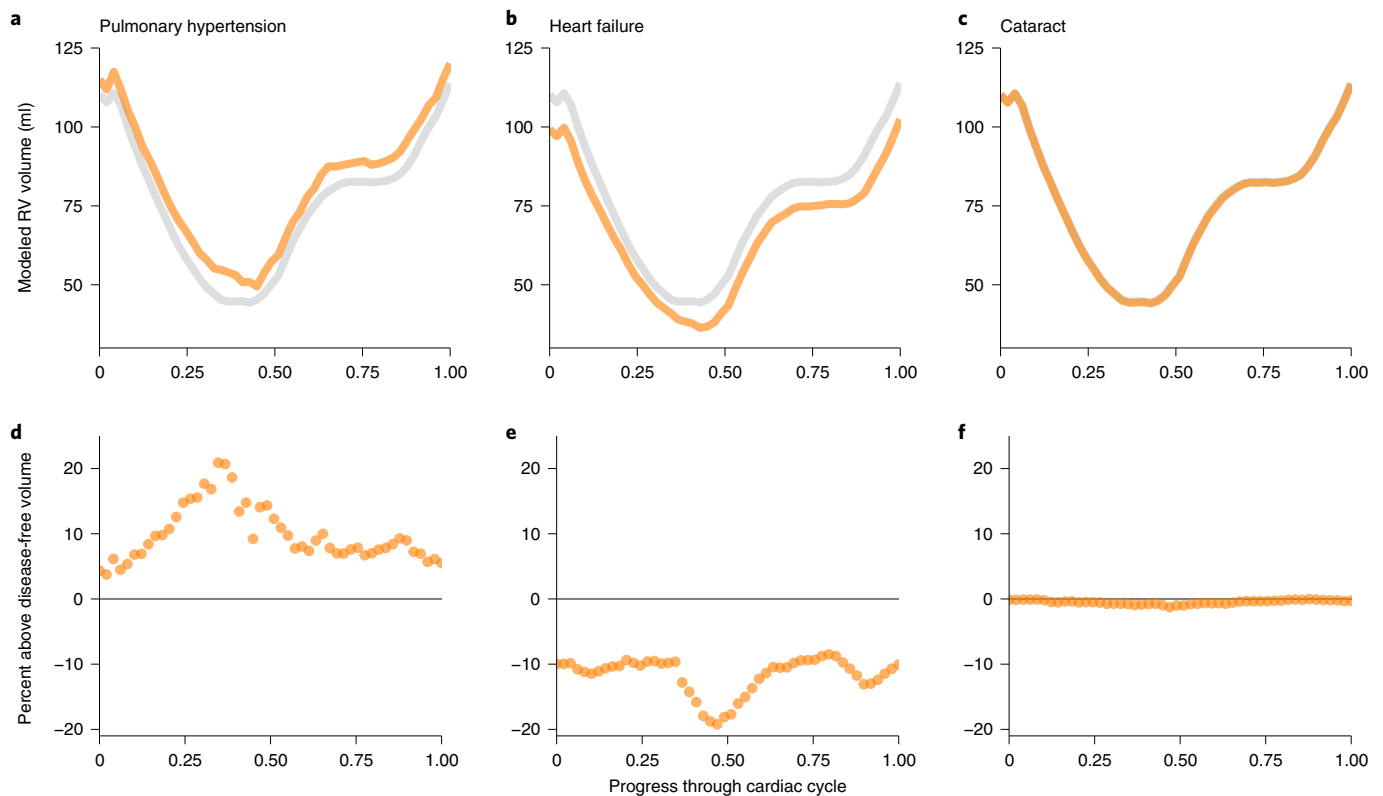 a
Pulmonary hypertension
b
Heart failure
c
Cataract
Modeled RV volume (ml)
125
100
75
50
0 0.25 0.50 0.75 1.00
125
100
75
50
0 0.25 0.50 0.75 1.00
125
100
75
50
0 0.25 0.50 0.75 1.00
d
e
f
Percent above disease-free volume
20
10
0
−10
−20
0 0.25 0.50 0.75 1.00
20
10
0
−10
−20
0 0.25 0.50 0.75 1.00
20
10
0
−10
−20
0 0.25 0.50 0.75 1.00
Progress through cardiac cycle